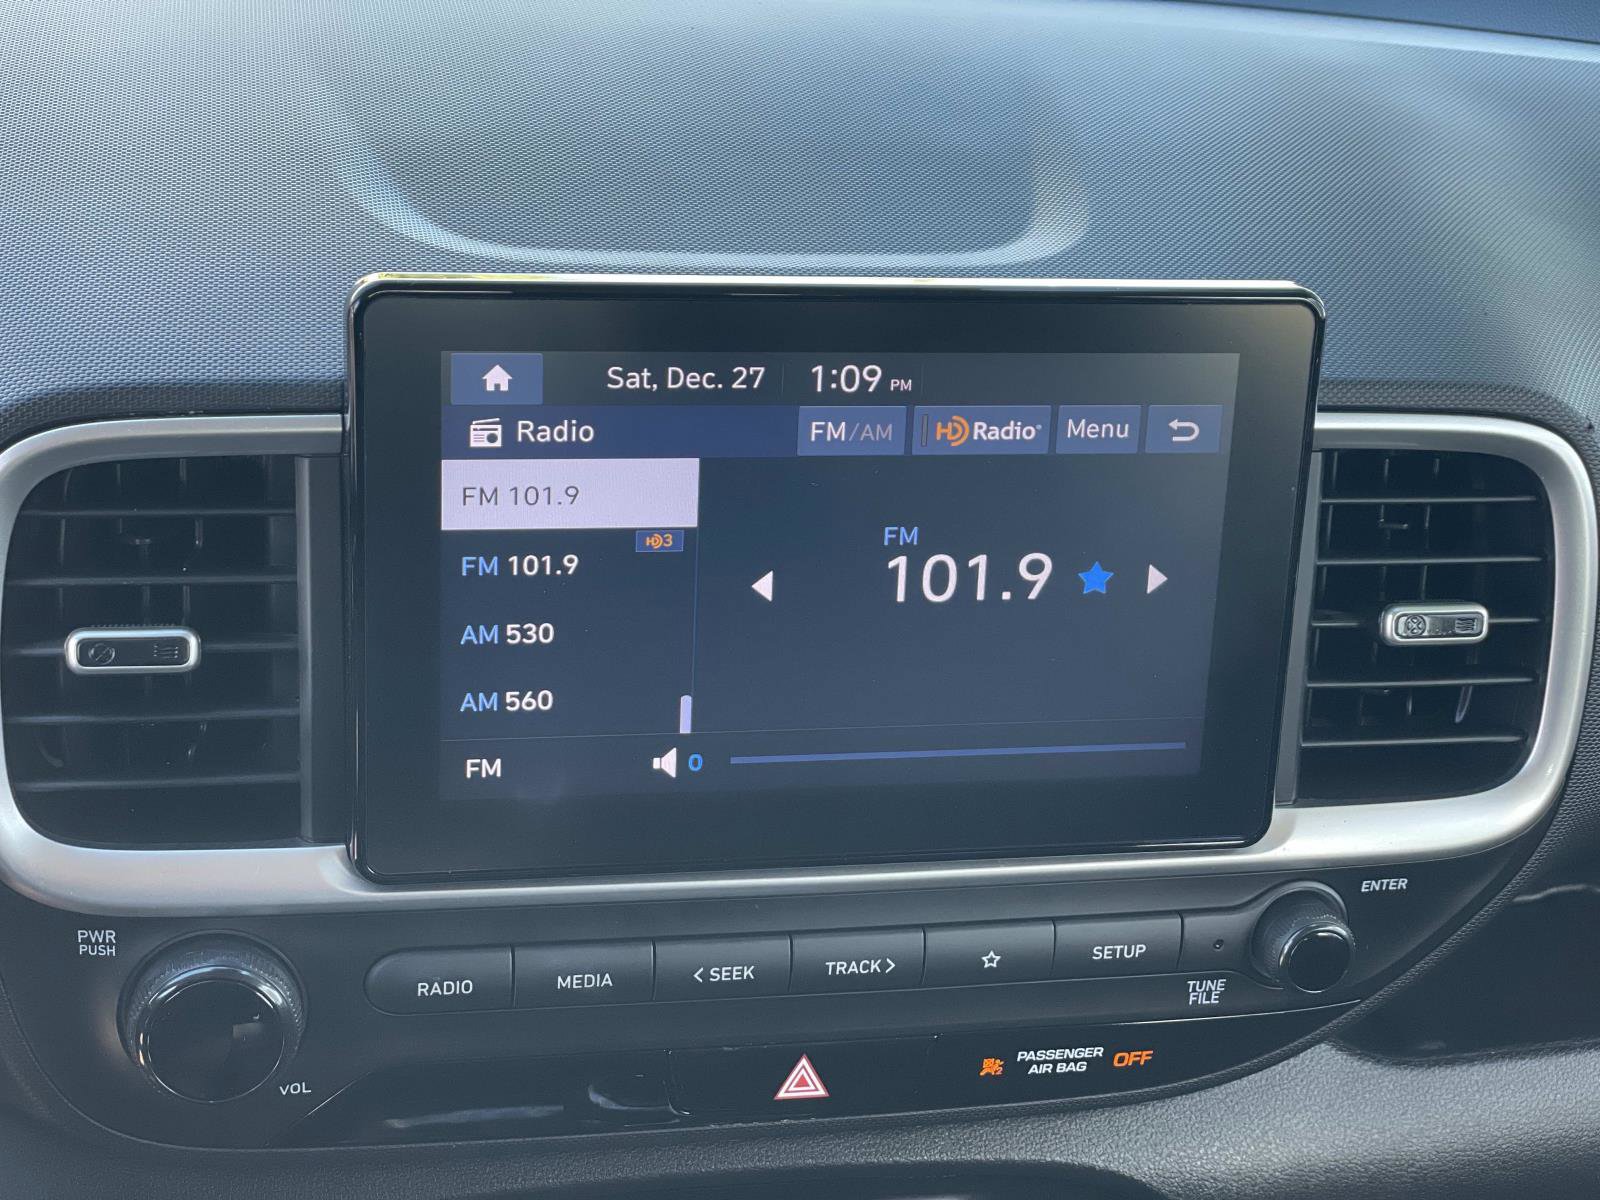 Sat, Dec. 27 1:09 PM
Radio FM/AM HD Radio® Menu
FM 101.9
HD3
FM 101.9
AM 530
AM 560
FM
101.9
FM 0
PWR
PUSH
VOL
RADIO
MEDIA
< SEEK
TRACK >
SETUP
ENTER
TUNE
FILE
PASSENGER
AIR BAG
OFF